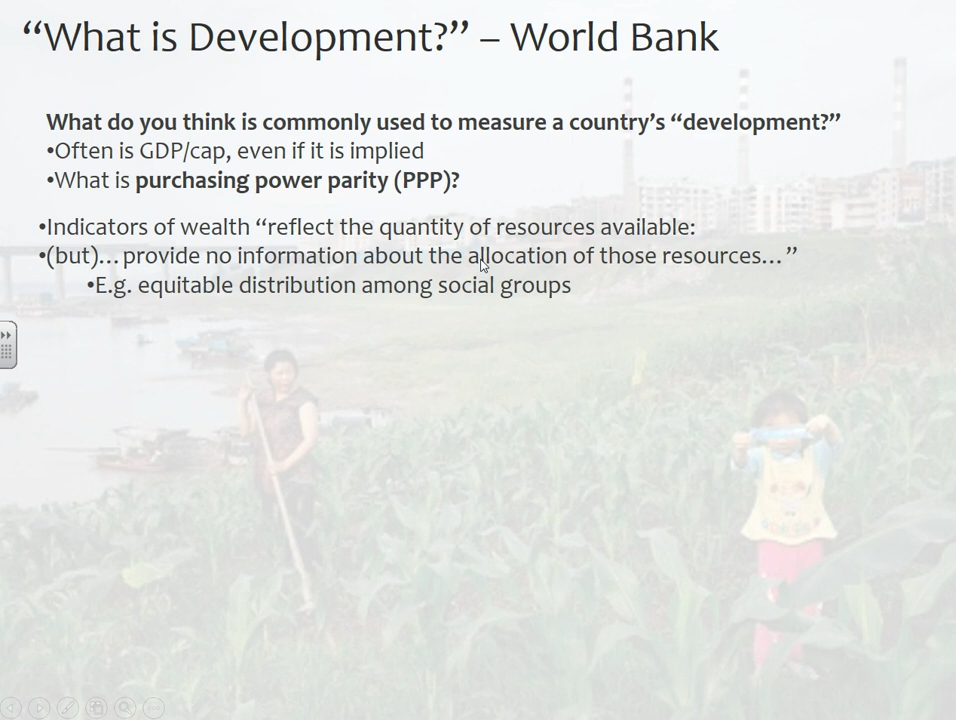 “What is Development?” – World Bank
What do you think is commonly used to measure a country’s “development?”
•Often is GDP/cap, even if it is implied
•What is purchasing power parity (PPP)?
•Indicators of wealth “reflect the quantity of resources available:
•(but)…provide no information about the allocation of those resources…”
•E.g. equitable distribution among social groups